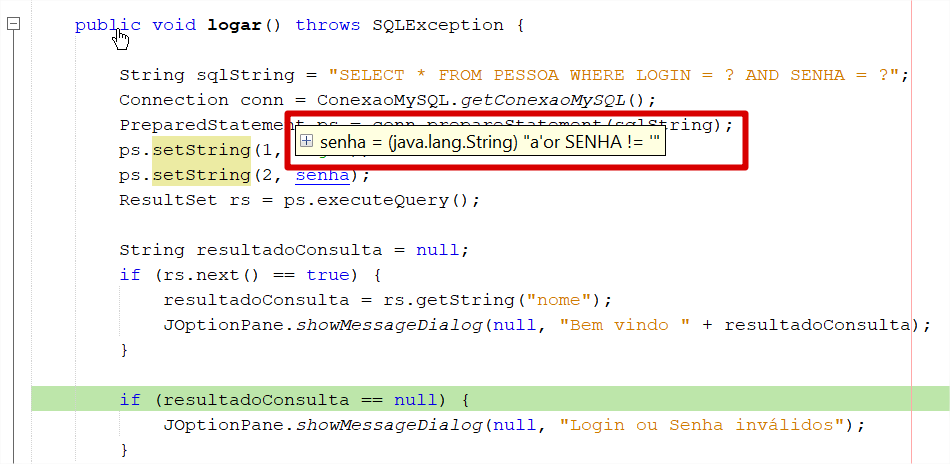 public void logar() throws SQLException {
String sqlString = "SELECT * FROM PESSOA WHERE LOGIN = ? AND SENHA = ?";
Connection conn = ConexaoMySQL.getConexaoMySQL();
PreparedStatement ps = conn.prepareStatement(sqlString);
senha = (java.lang.String) "a'or SENHA != '"
ps.setString(1,
ps.setString(2, senha);
ResultSet rs = ps.executeQuery();
String resultadoConsulta = null;
if (rs.next() == true) {
resultadoConsulta = rs.getString("nome");
JOptionPane.showMessageDialog(null, "Bem vindo " + resultadoConsulta);
}
if (resultadoConsulta == null) {
JOptionPane.showMessageDialog(null, "Login ou Senha inválidos");
}